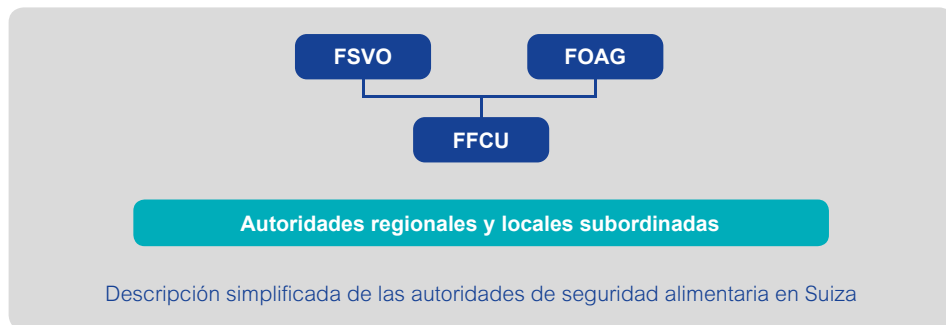 FSVO
FOAG
FFCU
Autoridades regionales y locales subordinadas
Descripción simplificada de las autoridades de seguridad alimentaria en Suiza